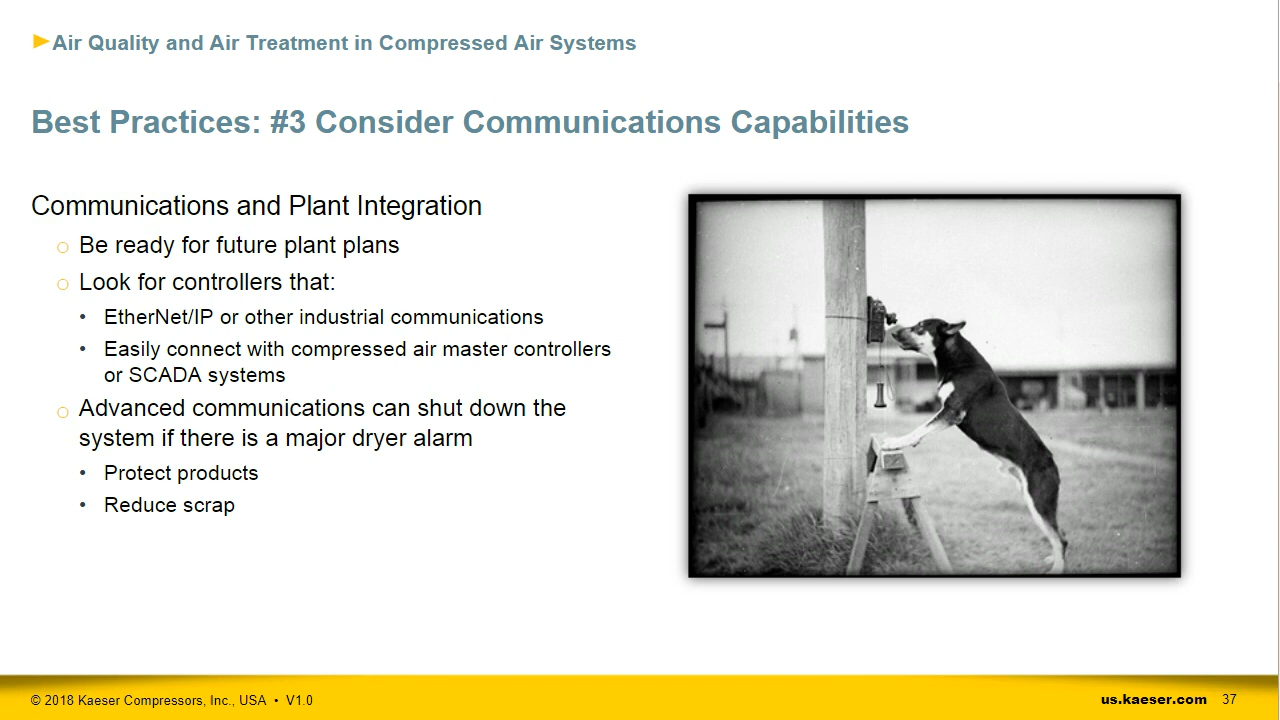 Air Quality and Air Treatment in Compressed Air Systems
Best Practices: #3 Consider Communications Capabilities
Communications and Plant Integration
Be ready for future plant plans
Look for controllers that:
EtherNet/IP or other industrial communications
Easily connect with compressed air master controllers
or SCADA systems
Advanced communications can shut down the
system if there is a major dryer alarm
Protect products
Reduce scrap
© 2018 Kaeser Compressors, Inc., USA • V1.0
us.kaeser.com 37